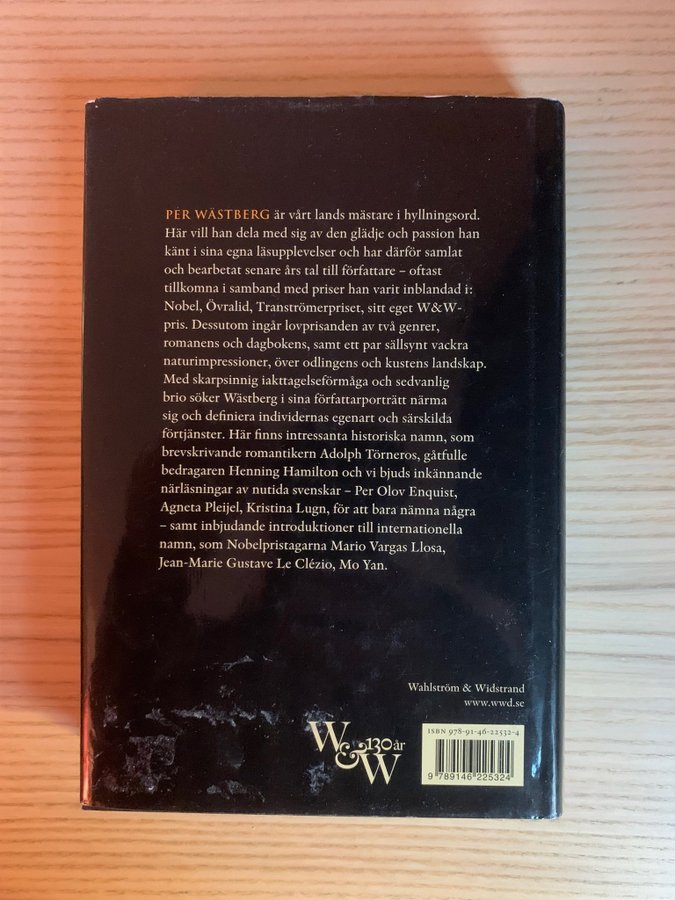 PER WÄSTBERG är vårt lands mästare i hyllningsord.
Här vill han dela med sig av den glädje och passion han
känt i sina egna läsupplevelser och har därför samlat
och bearbetat senare års tal till författare – oftast
tillkomna i samband med priser han varit inblandad i:
Nobel, Övralid, Tranströmerpriset, sitt eget W&W-
pris. Dessutom ingår lovprisanden av två genrer,
romanens och dagbokens, samt ett par sällsynt vackra
naturimpressioner, över odlingens och kustens landskap.
Med skarpsinnig iakttagelseförmåga och sedvanlig
brio söker Wästberg i sina författarporträtt närma
sig och definiera individernas egenart och särskilda
förtjänster. Här finns intressanta historiska namn, som
brevskrivande romantikern Adolph Törneros, gåtfulle
bedragaren Henning Hamilton och vi bjuds inkännande
närläsningar av nutida svenskar – Per Olov Enquist,
Agneta Pleijel, Kristina Lugn, för att bara nämna några
– samt inbjudande introduktioner till internationella
namn, som Nobelpristagarna Mario Vargas Llosa,
Jean-Marie Gustave Le Clézio, Mo Yan.
Wahlström & Widstrand
www.wwd.se
W&W 130 år
ISBN 978-91-46-22532-4
9 789146 225324